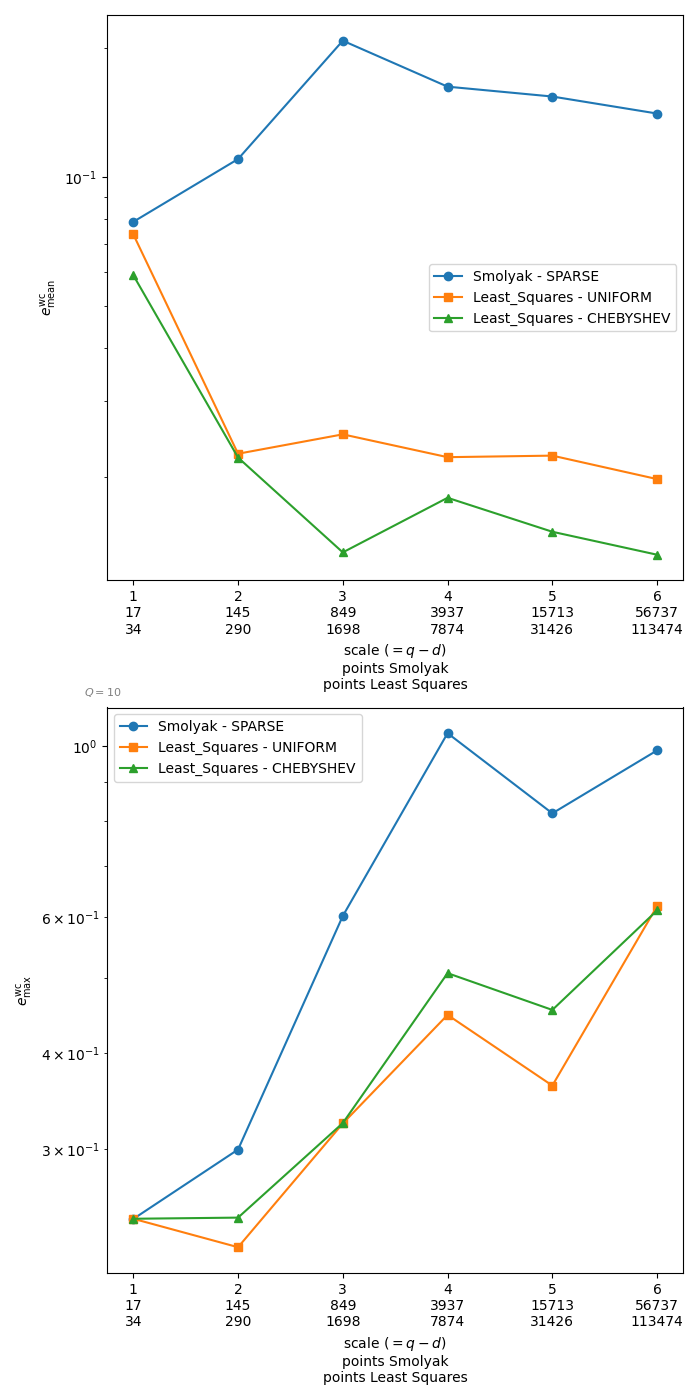 10⁻¹
e^wc_mean
Smolyak - SPARSE
Least_Squares - UNIFORM
Least_Squares - CHEBYSHEV
1 2 3 4 5 6
17 145 849 3937 15713 56737
34 290 1698 7874 31426 113474
scale (= q − d)
points Smolyak
points Least Squares
Q = 10
Smolyak - SPARSE
Least_Squares - UNIFORM
Least_Squares - CHEBYSHEV
10⁰
6 × 10⁻¹
e^wc_max
4 × 10⁻¹
3 × 10⁻¹
1 2 3 4 5 6
17 145 849 3937 15713 56737
34 290 1698 7874 31426 113474
scale (= q − d)
points Smolyak
points Least Squares